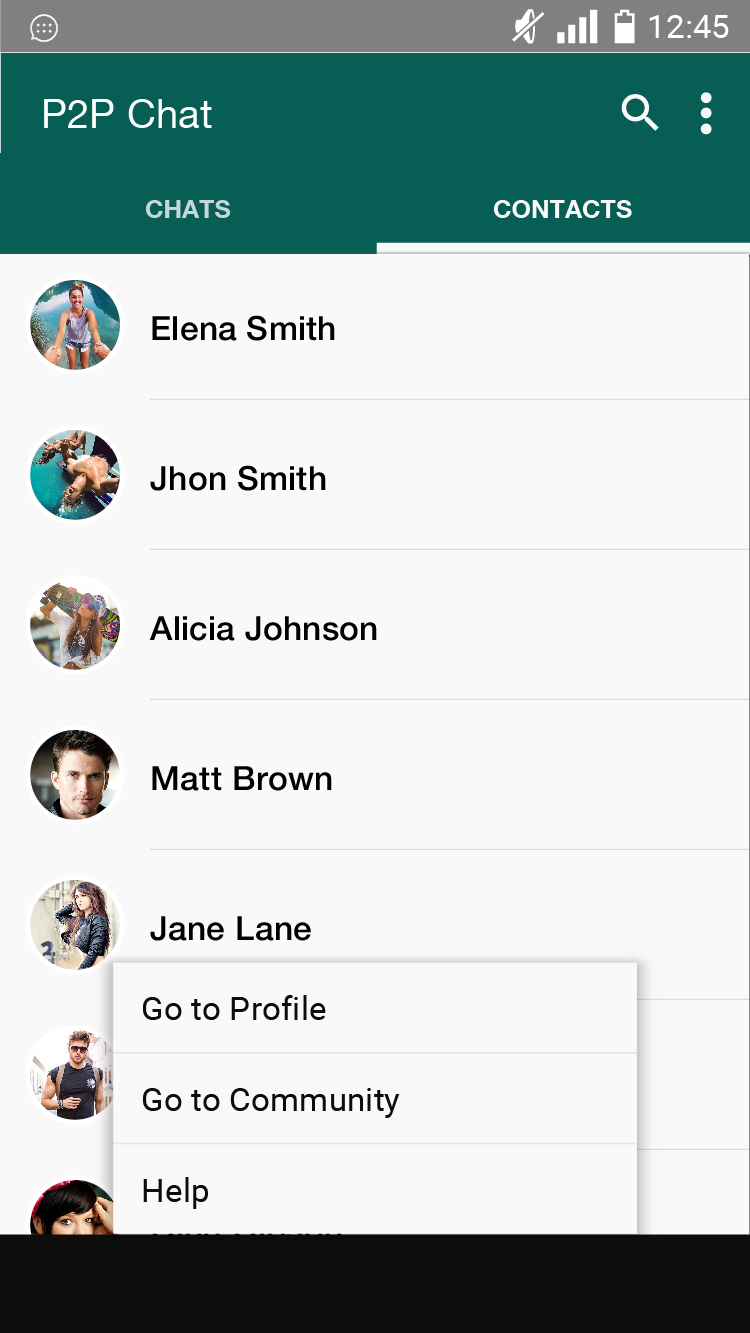 12:45
P2P Chat
CHATS
CONTACTS
Elena Smith
Jhon Smith
Alicia Johnson
Matt Brown
Jane Lane
Go to Profile
Go to Community
Help